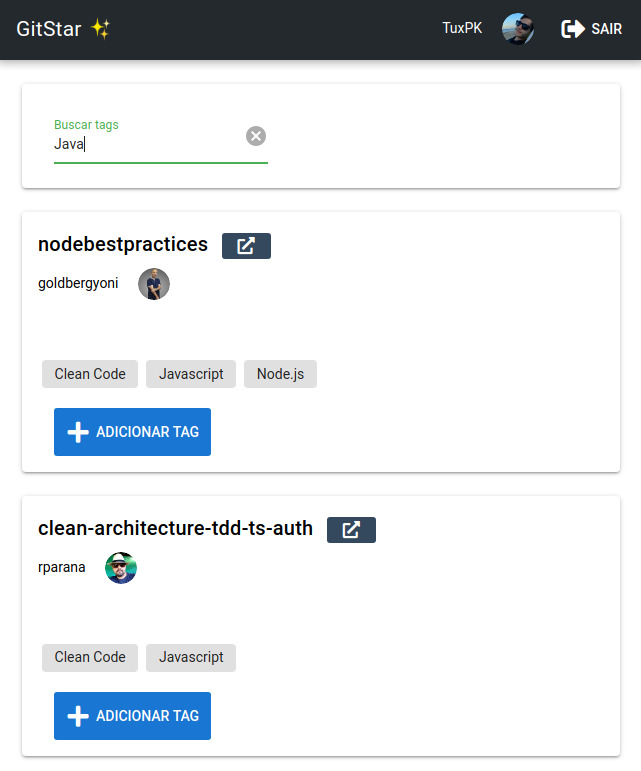 GitStar ✨ TuxPK SAIR
Buscar tags
Java
nodebestpractices
goldbergyoni
Clean Code Javascript Node.js
ADICIONAR TAG
clean-architecture-tdd-ts-auth
rparana
Clean Code Javascript
ADICIONAR TAG